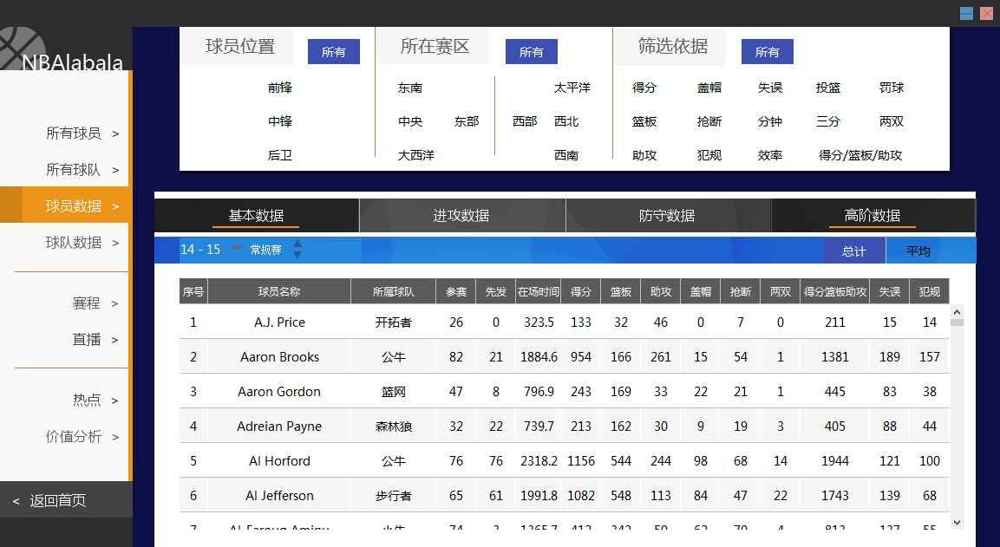 NBAlabala
所有球员 >
所有球队 >
球员数据 >
球队数据 >
赛程 >
直播 >
热点 >
价值分析 >
< 返回首页
球员位置 所有 所在赛区 所有 筛选依据 所有
前锋 东南 太平洋 得分 盖帽 失误 投篮 罚球
中锋 中央 东部 西部 西北 篮板 抢断 分钟 三分 两双
后卫 大西洋 西南 助攻 犯规 效率 得分/篮板/助攻
基本数据 进攻数据 防守数据 高阶数据
14 - 15 常规赛 总计 平均
序号 球员名称 所属球队 参赛 先发 在场时间 得分 篮板 助攻 盖帽 抢断 两双 得分篮板助攻 失误 犯规
1 A.J. Price 开拓者 26 0 323.5 133 32 46 0 7 0 211 15 14
2 Aaron Brooks 公牛 82 21 1884.6 954 166 261 15 54 1 1381 189 157
3 Aaron Gordon 篮网 47 8 796.9 243 169 33 22 21 1 445 83 38
4 Adreian Payne 森林狼 32 22 739.7 213 162 30 9 19 3 405 88 44
5 Al Horford 公牛 76 76 2318.2 1156 544 244 98 68 14 1944 121 100
6 Al Jefferson 步行者 65 61 1991.8 1082 548 113 84 47 22 1743 139 68
7 Al-Farouq Aminu 小牛 74 3 1365.7 412 342 59 62 70 4 813 137 55